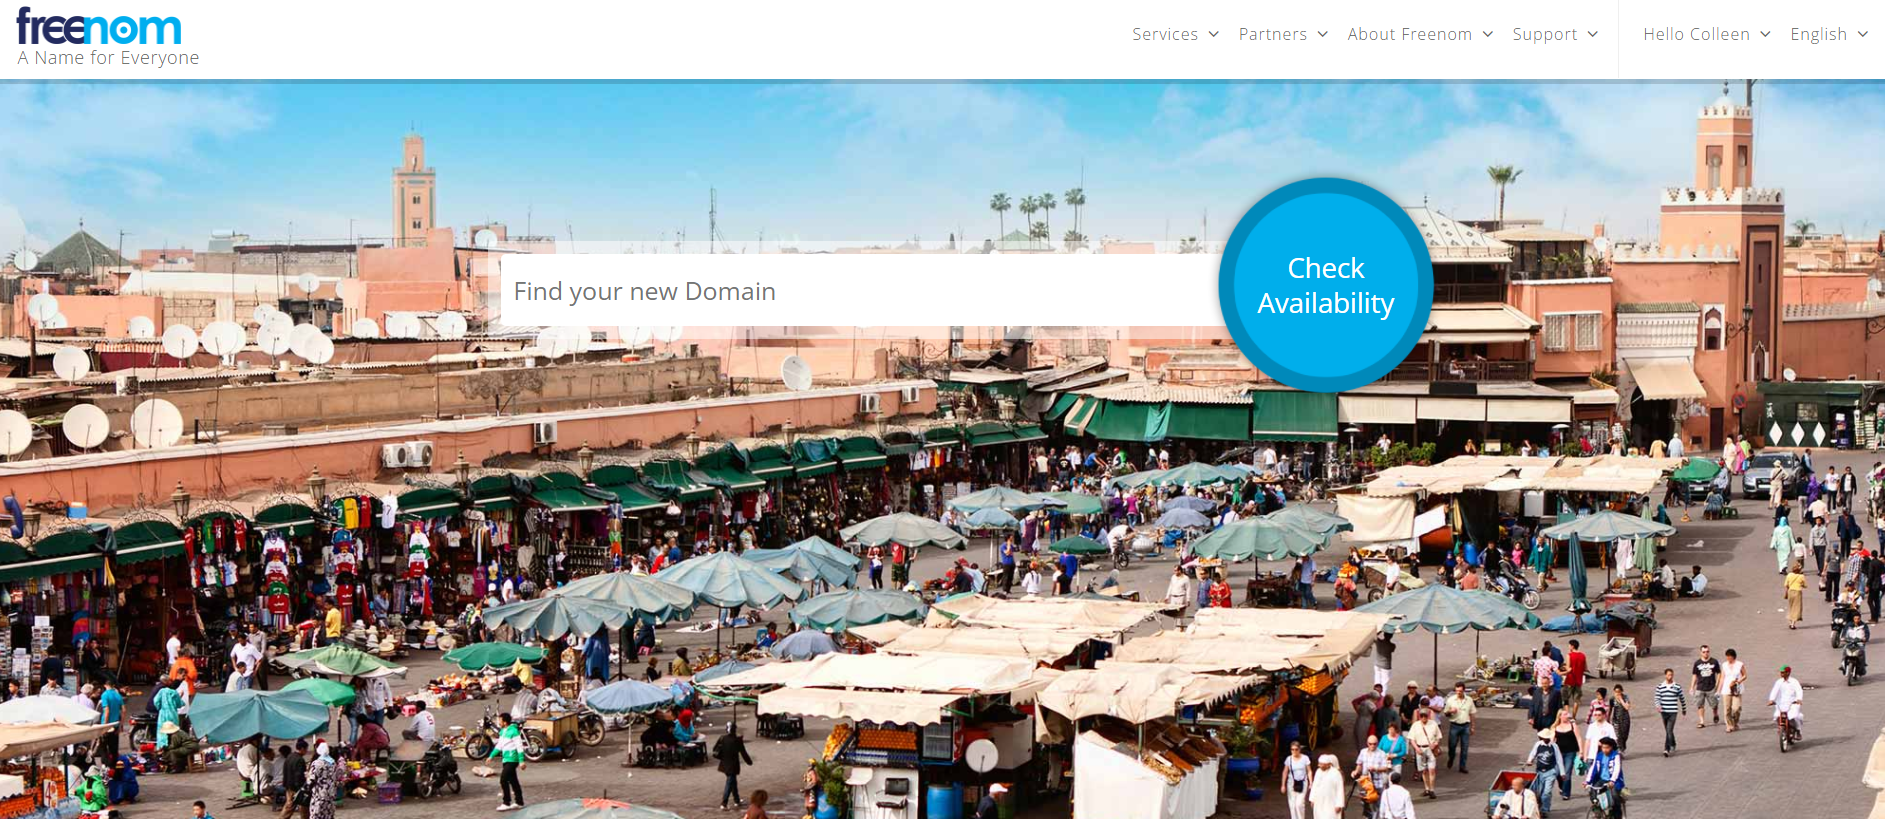 freenom
A Name for Everyone
Services
Partners
About Freenom
Support
Hello Colleen
English
Find your new Domain
Check
Availability